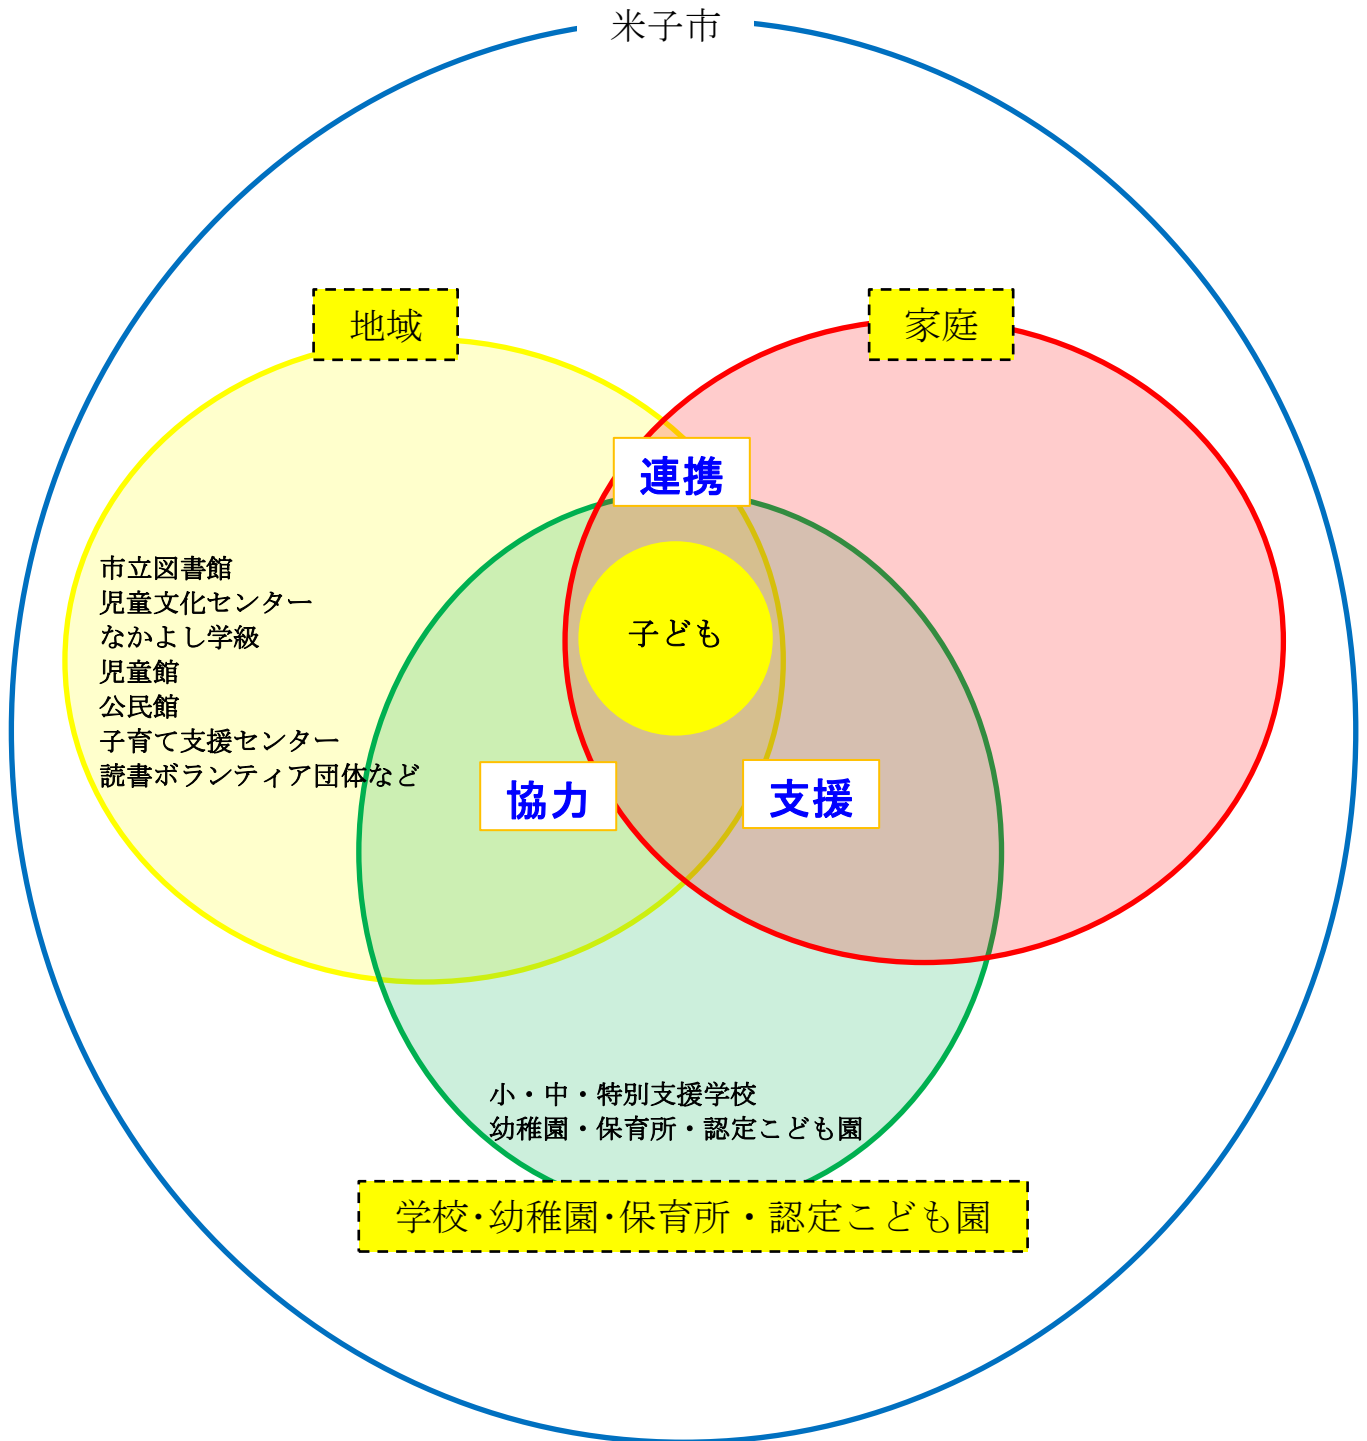 米子市
地域
家庭
連携
市立図書館
児童文化センター
なかよし学級
児童館
公民館
子育て支援センター
読書ボランティア団体など
子ども
協力
支援
小・中・特別支援学校
幼稚園・保育所・認定こども園
学校・幼稚園・保育所・認定こども園